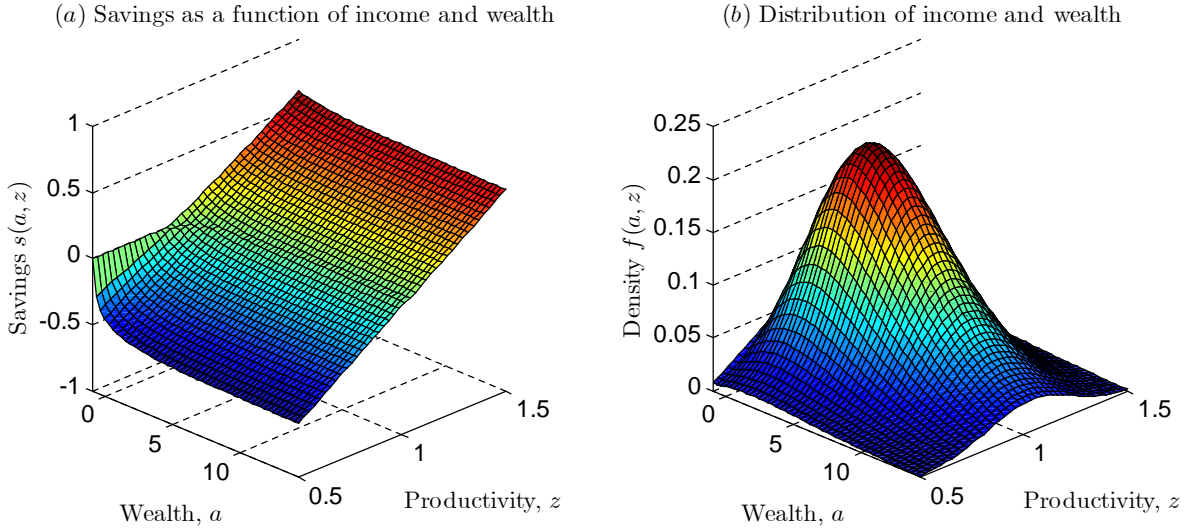 (a) Savings as a function of income and wealth
1
0.5
0
-0.5
-1
Savings s(a, z)
0
5
10
Wealth, a
0.5
1
1.5
Productivity, z
(b) Distribution of income and wealth
0.25
0.2
0.15
0.1
0.05
0
Density f(a, z)
0
5
10
Wealth, a
0.5
1
1.5
Productivity, z